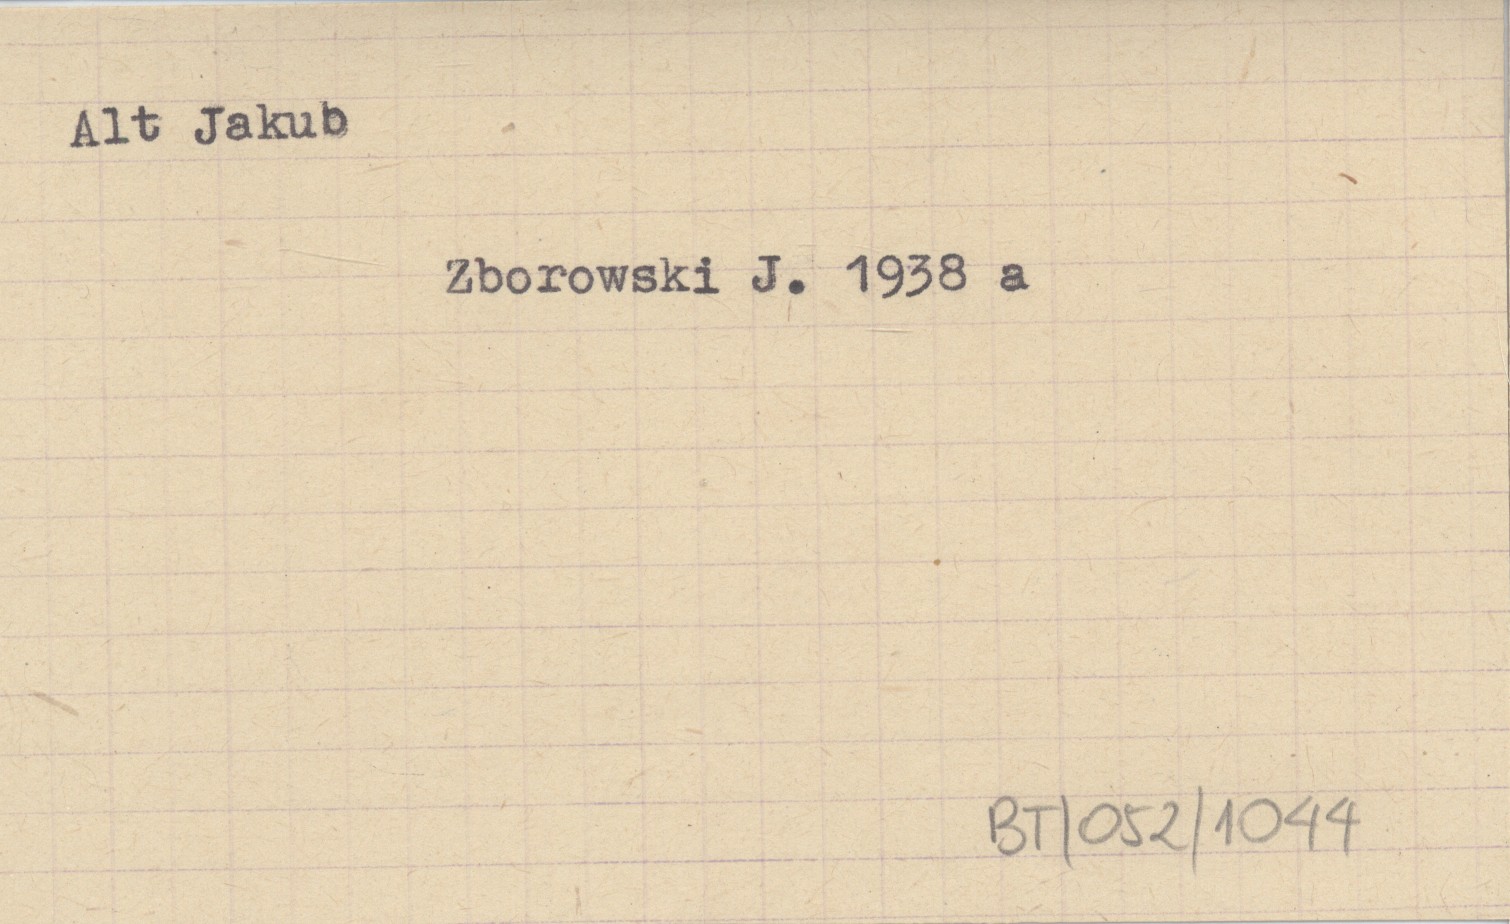 Alt Jakub
Zborowski J. 1938 a
BT/052/1044